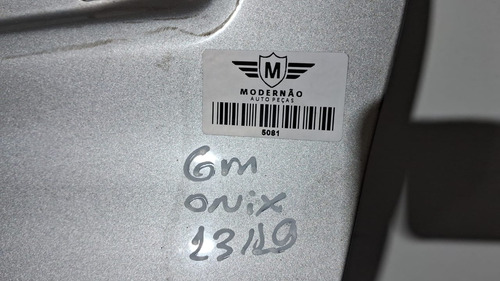 M
MODERNÃO
AUTO PEÇAS
5081
GM
ONiX
13/19